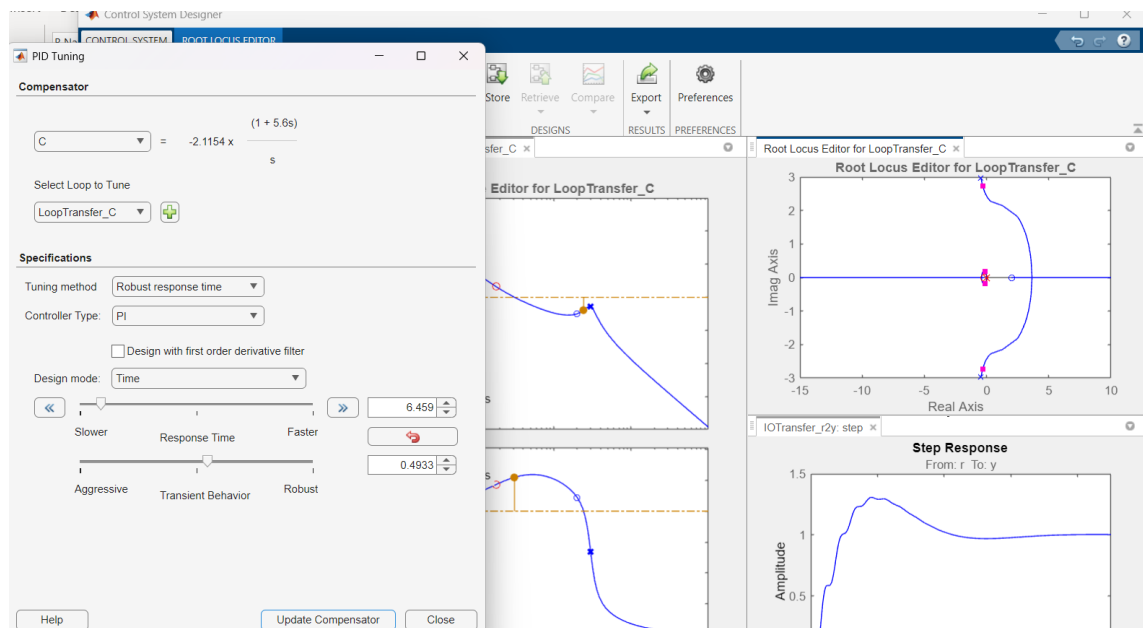 Control System Designer
CONTROL SYSTEM
ROOT LOCUS EDITOR
?
PID Tuning
Compensator
C = -2.1154 x (1 + 5.6s)
s
Select Loop to Tune
LoopTransfer_C
Specifications
Tuning method Robust response time
Controller Type: PI
Design with first order derivative filter
Design mode: Time
6.459
Slower Response Time Faster
0.4933
Aggressive Transient Behavior Robust
Help Update Compensator Close
Store Retrieve Compare Export Preferences
DESIGNS RESULTS PREFERENCES
sfer_C
Editor for LoopTransfer_C
Root Locus Editor for LoopTransfer_C
Root Locus Editor for LoopTransfer_C
3
2
1
0
-1
-2
-3
Imag Axis
-15 -10 -5 0 5 10
Real Axis
IOTransfer_r2y: step
Step Response
From: r To: y
1.5
1
0.5
Amplitude